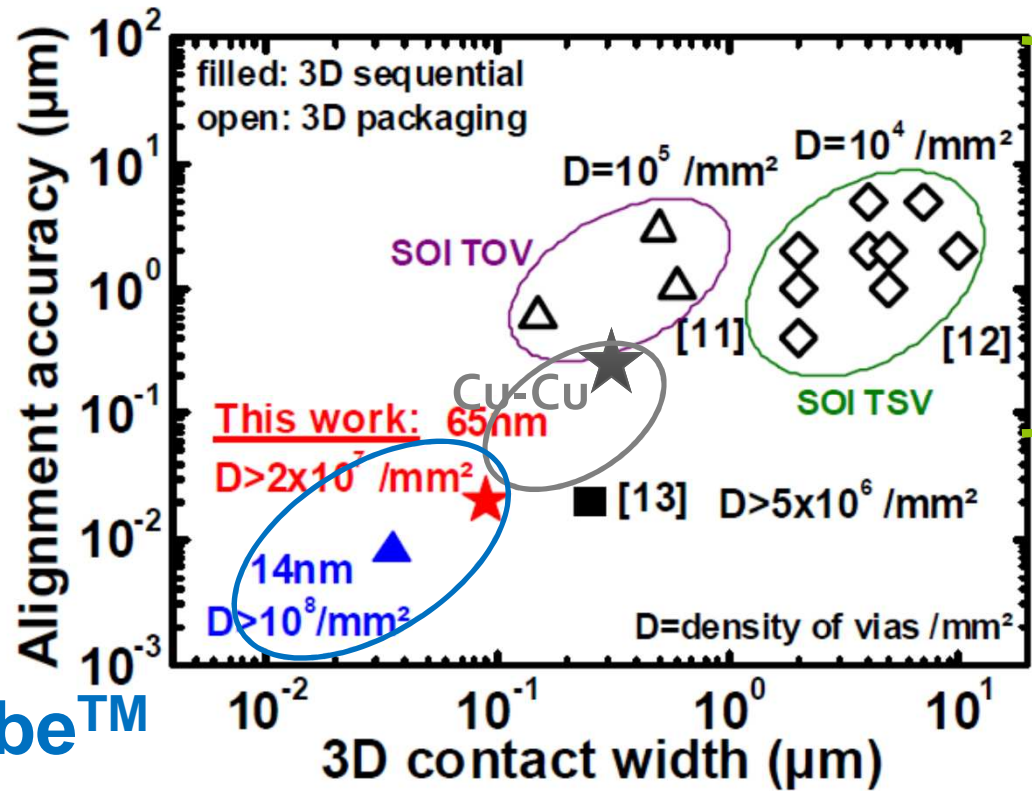 Alignment accuracy (µm)
10²
10¹
10⁰
10⁻¹
10⁻²
10⁻³
filled: 3D sequential
open: 3D packaging
D=10⁵ /mm²
D=10⁴ /mm²
SOI TOV
[11]
[12]
SOI TSV
Cu-Cu
This work: 65nm
D>2x10⁷ /mm²
[13] D>5x10⁶ /mm²
14nm
D>10⁸/mm²
D=density of vias /mm²
10⁻²
10⁻¹
10⁰
10¹
be™
3D contact width (µm)